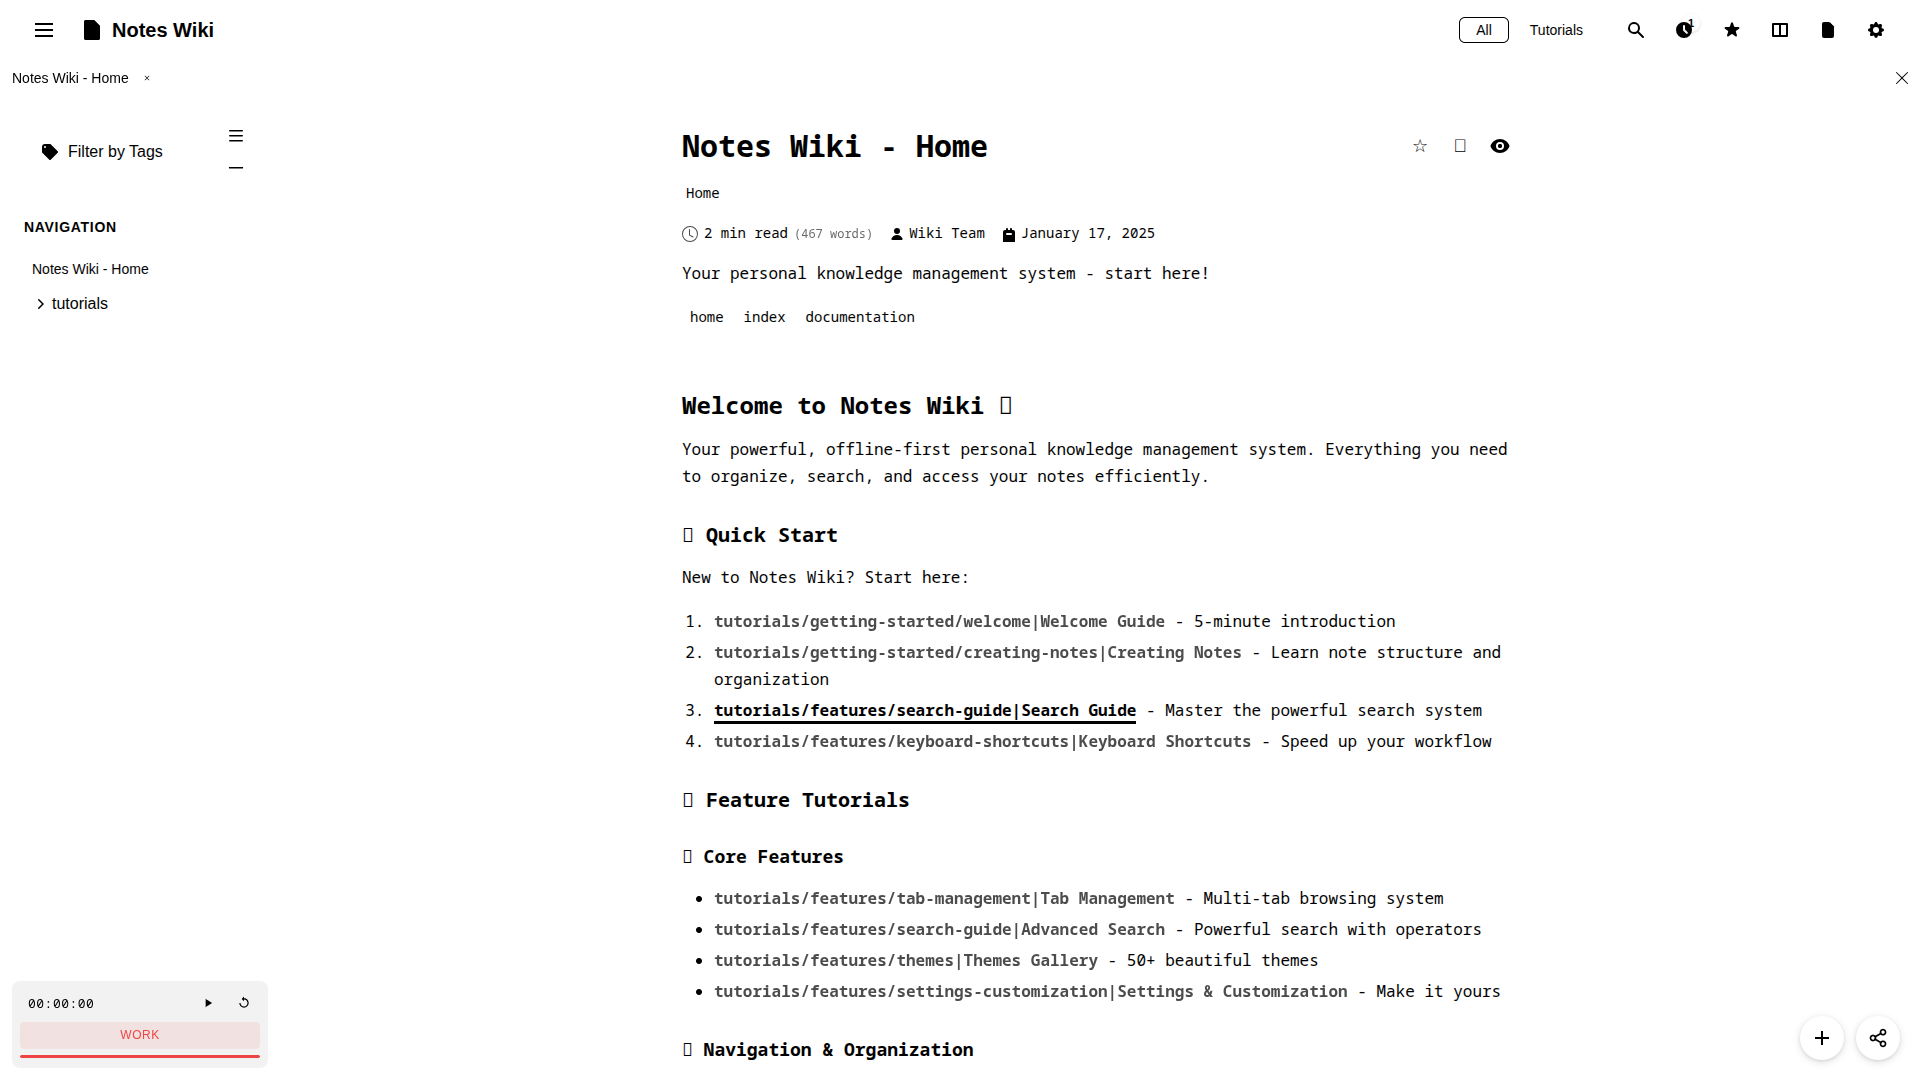 Notes Wiki
All
Tutorials
1
Notes Wiki - Home ×
Filter by Tags
NAVIGATION
Notes Wiki - Home
tutorials
Notes Wiki - Home
Home
2 min read (467 words) Wiki Team January 17, 2025
Your personal knowledge management system - start here!
home index documentation
Welcome to Notes Wiki
Your powerful, offline-first personal knowledge management system. Everything you need
to organize, search, and access your notes efficiently.
Quick Start
New to Notes Wiki? Start here:
1. tutorials/getting-started/welcome|Welcome Guide - 5-minute introduction
2. tutorials/getting-started/creating-notes|Creating Notes - Learn note structure and
organization
3. tutorials/features/search-guide|Search Guide - Master the powerful search system
4. tutorials/features/keyboard-shortcuts|Keyboard Shortcuts - Speed up your workflow
Feature Tutorials
Core Features
• tutorials/features/tab-management|Tab Management - Multi-tab browsing system
• tutorials/features/search-guide|Advanced Search - Powerful search with operators
• tutorials/features/themes|Themes Gallery - 50+ beautiful themes
• tutorials/features/settings-customization|Settings & Customization - Make it yours
Navigation & Organization
00:00:00
WORK